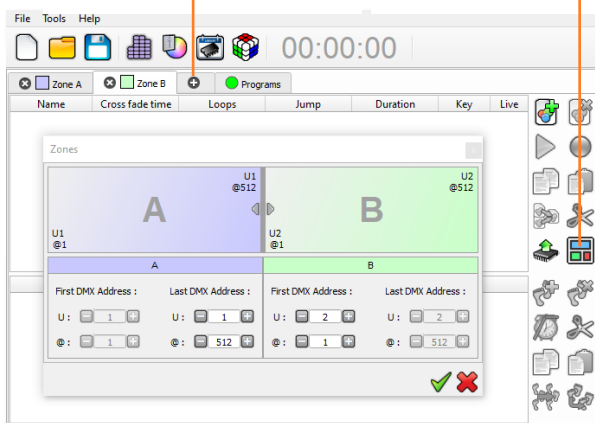 File Tools Help
00:00:00
Zone A Zone B Programs
Name Cross fade time Loops Jump Duration Key Live
Zones
U1
@512
A
U1
@1
U2
@512
B
U2
@1
A B
First DMX Address : Last DMX Address : First DMX Address : Last DMX Address :
U : 1 U : 1 U : 2 U : 2
@ : 1 @ : 512 @ : 1 @ : 512